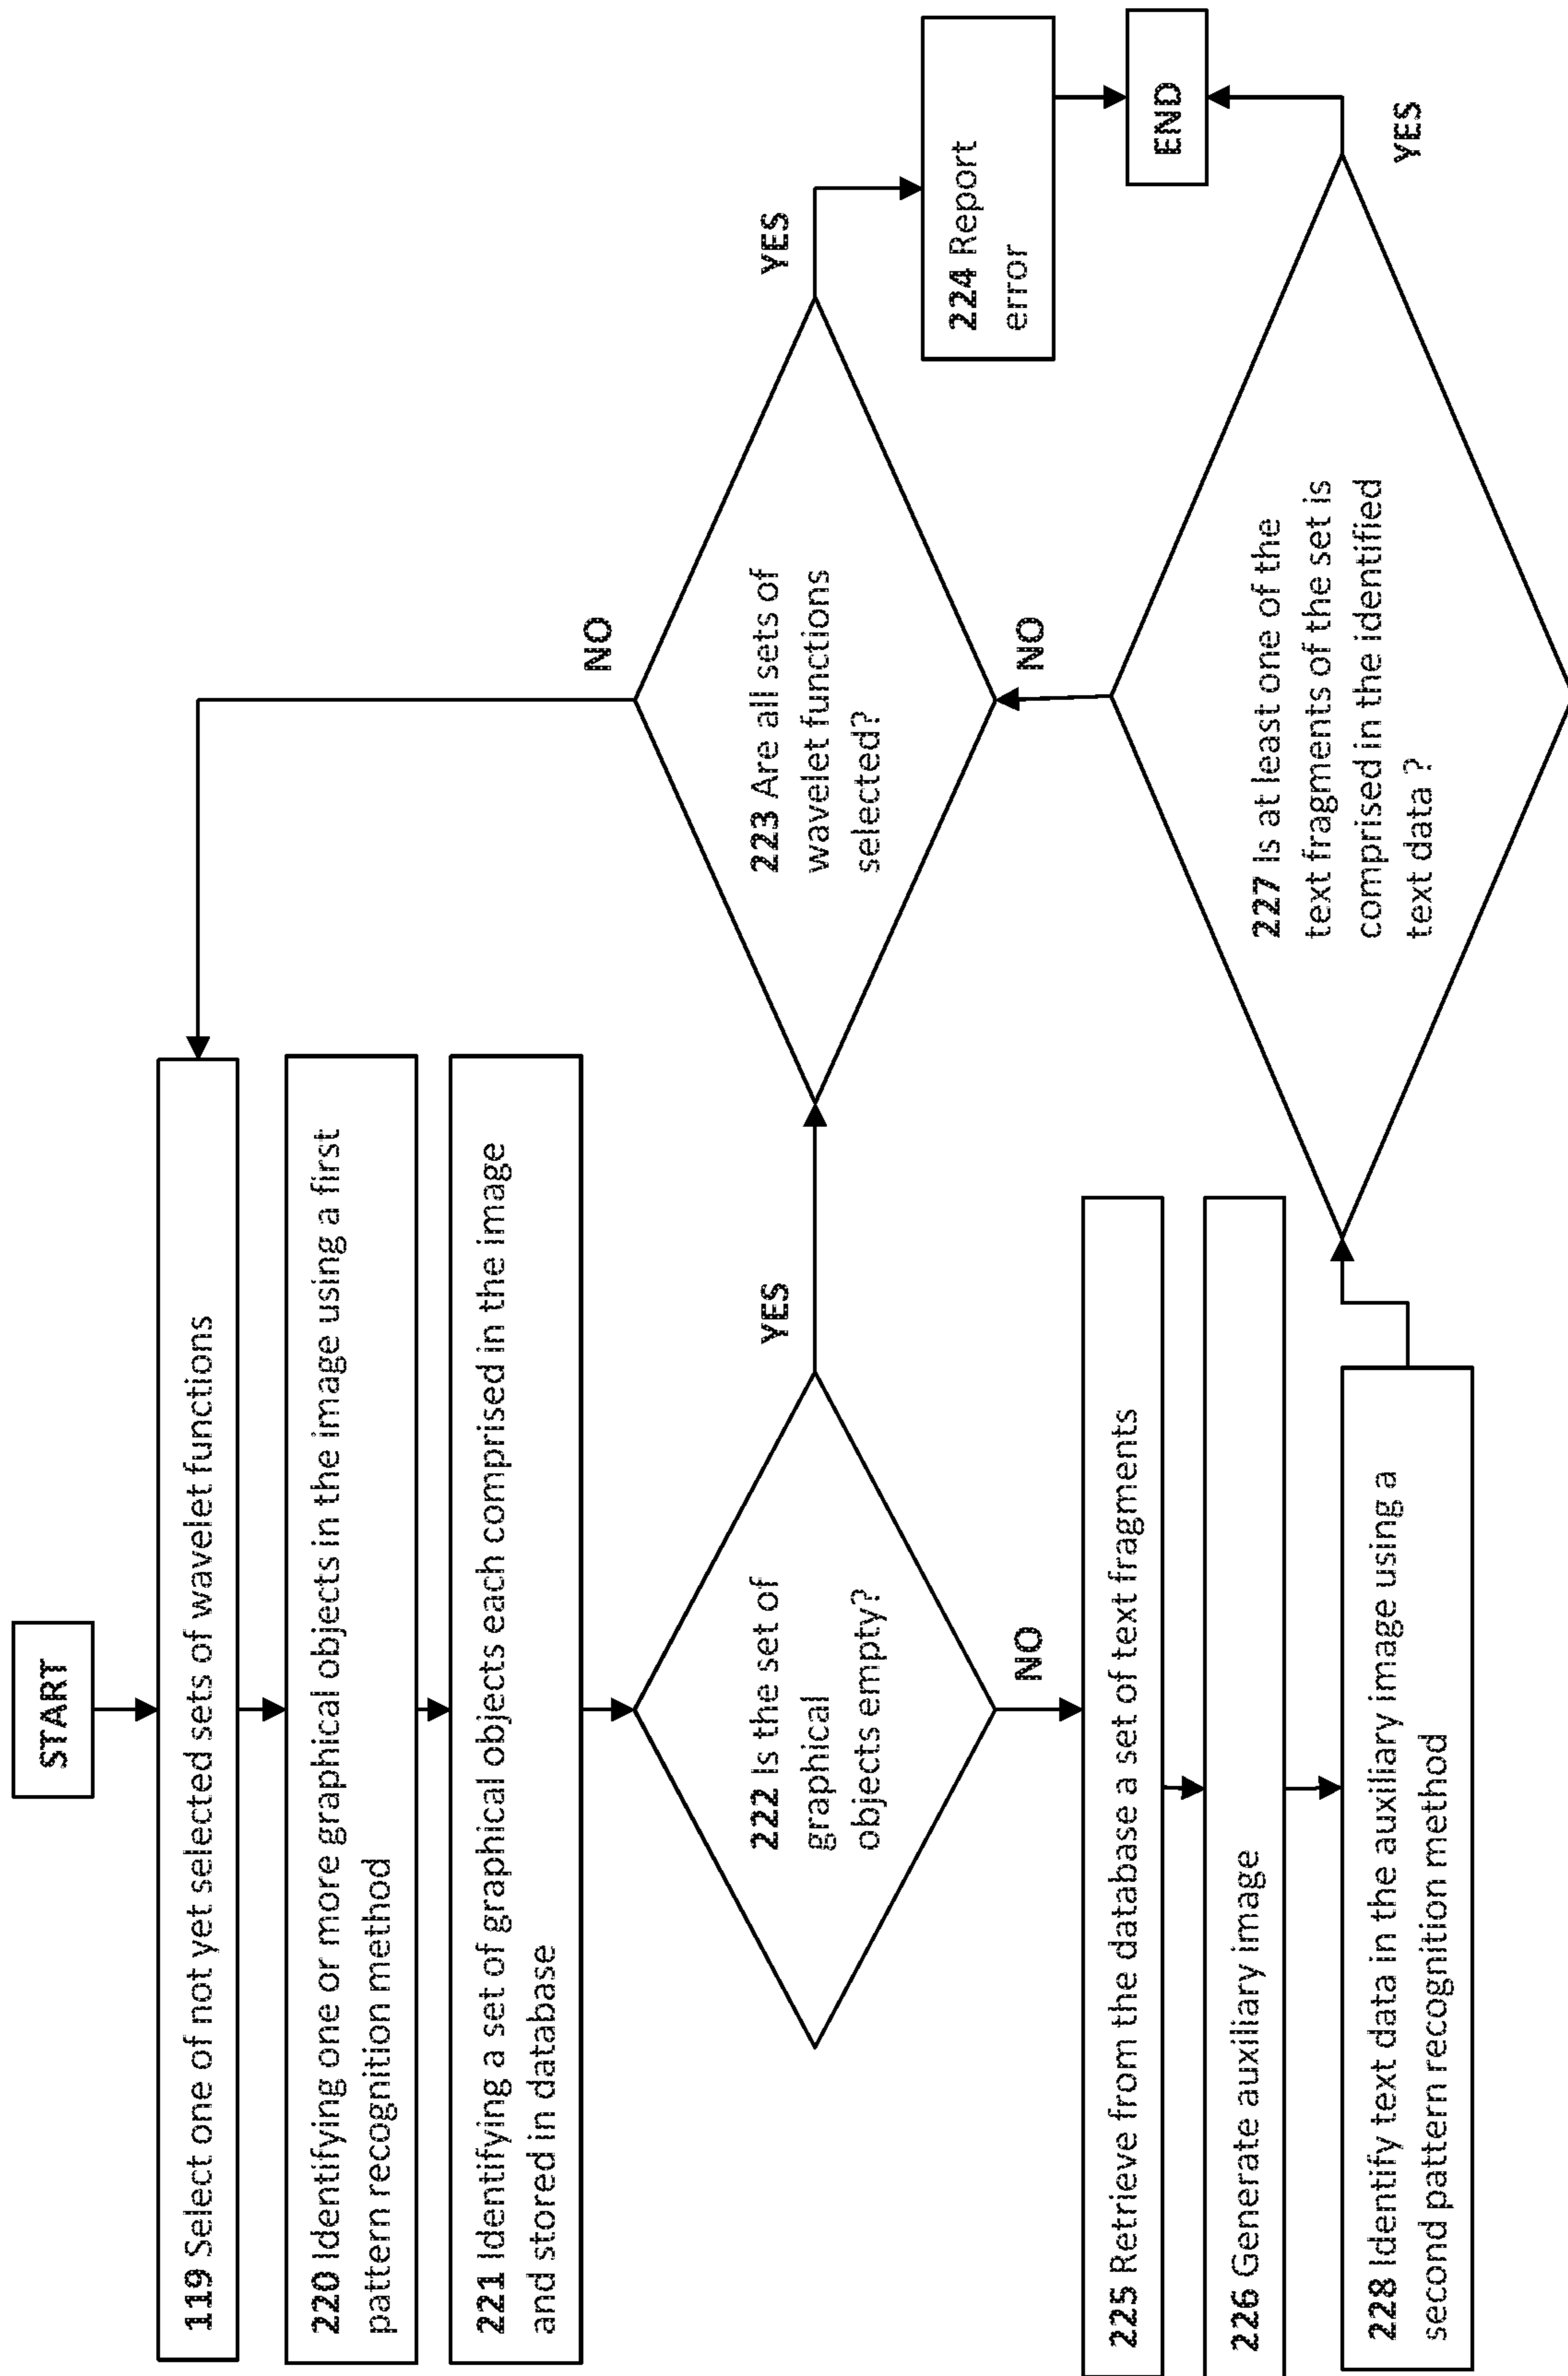 START
119 Select one of not yet selected sets of wavelet functions
220 Identifying one or more graphical objects in the image using a first
pattern recognition method
221 Identifying a set of graphical objects each comprised in the image
and stored in database
222 Is the set of
graphical
objects empty?
YES
NO
223 Are all sets of
wavelet functions
selected?
NO
YES
224 Report
error
END
225 Retrieve from the database a set of text fragments
226 Generate auxiliary image
228 Identify text data in the auxiliary image using a
second pattern recognition method
227 Is at least one of the
text fragments of the set is
comprised in the identified
text data ?
NO
YES